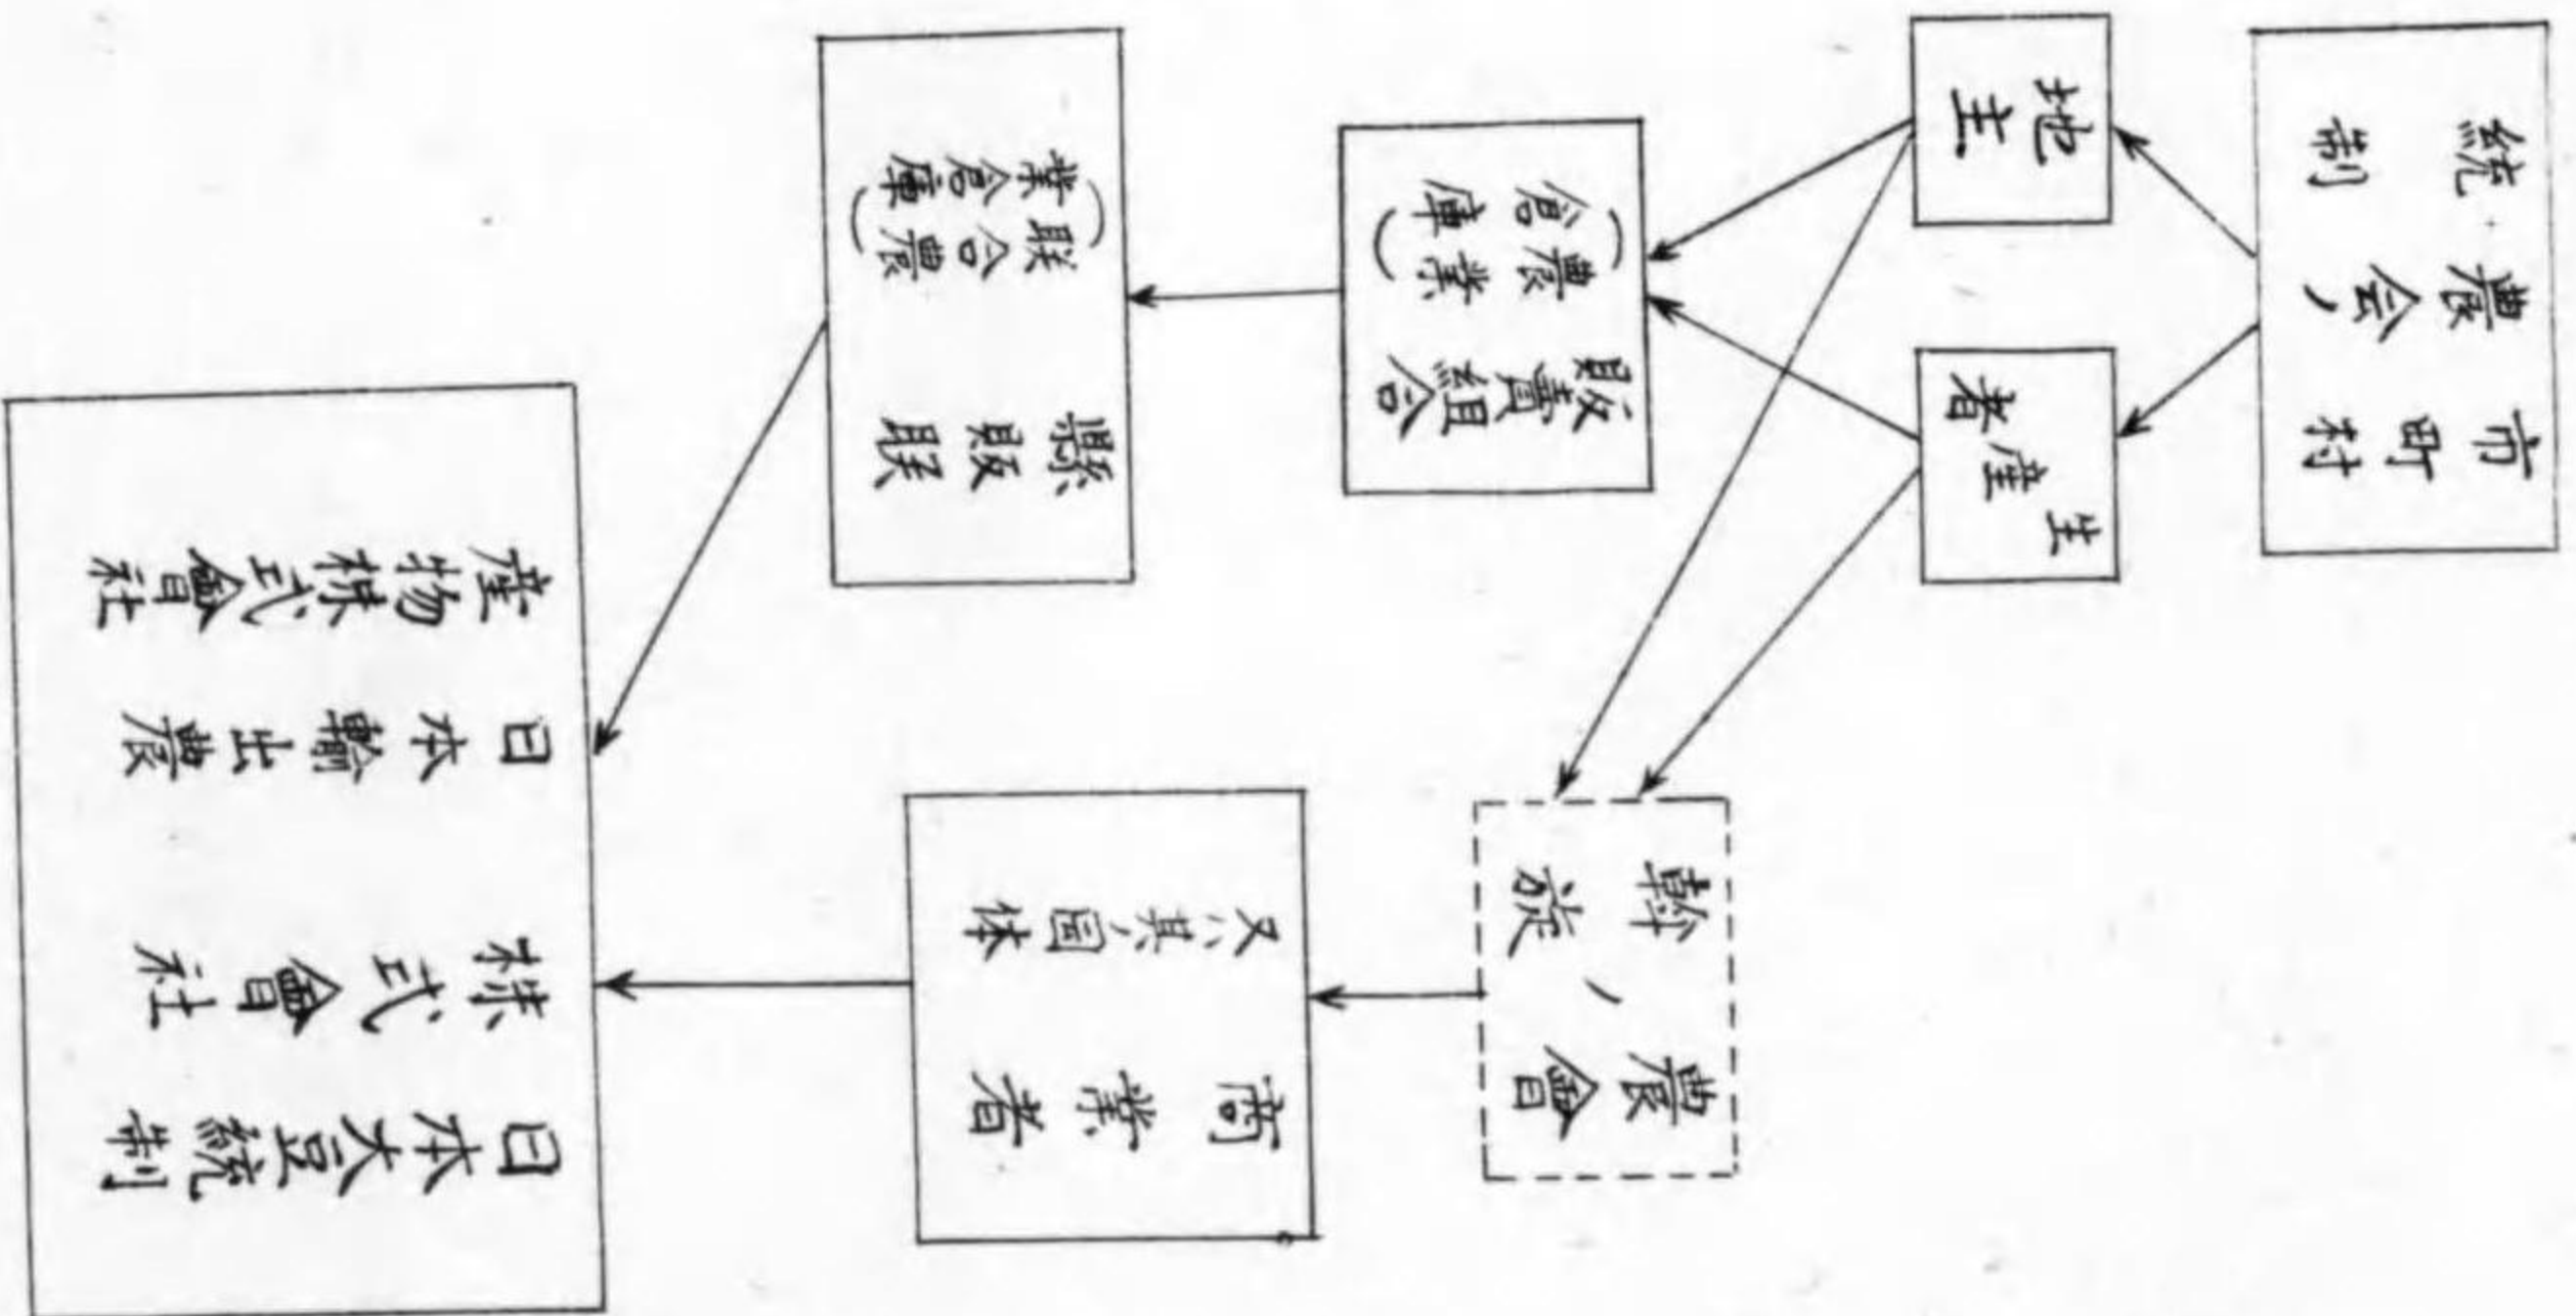 市町村
農会ノ
統制
生産者
地主
販賣組合
(農業
倉庫)
農會
ノ
斡旋
縣販聯
(聯合農
業倉庫)
商業者
又ハ其ノ団体
日本大豆統制
株式會社
日本輸出農
産物株式會社